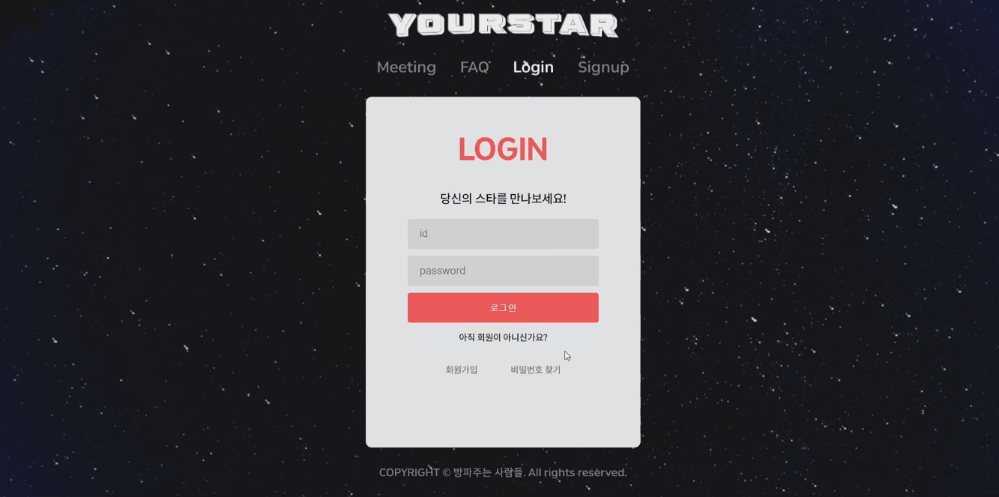 YOURSTAR
Meeting FAQ Login Signup
LOGIN
당신의 스타를 만나보세요!
id
password
로그인
아직 회원이 아니신가요?
회원가입 비밀번호 찾기
COPYRIGHT © 방파주는 사람들. All rights reserved.